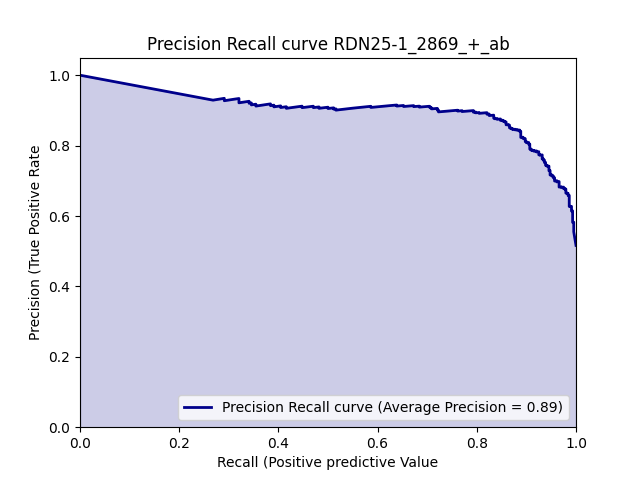 Precision Recall curve RDN25-1_2869_+_ab
Precision (True Positive Rate
1.0
0.8
0.6
0.4
0.2
0.0
0.0 0.2 0.4 0.6 0.8 1.0
Precision Recall curve (Average Precision = 0.89)
Recall (Positive predictive Value